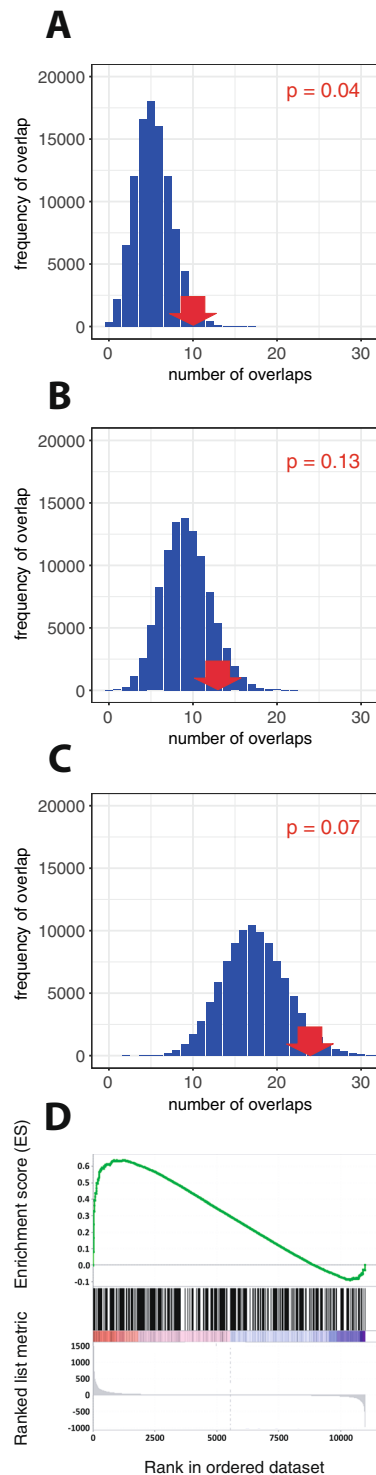 A
frequency of overlap
20000
15000
10000
5000
0
p = 0.04
0 10 20 30
number of overlaps
B
frequency of overlap
20000
15000
10000
5000
0
p = 0.13
0 10 20 30
number of overlaps
C
frequency of overlap
20000
15000
10000
5000
0
p = 0.07
0 10 20 30
number of overlaps
D
Enrichment score (ES)
0.6
0.5
0.4
0.3
0.2
0.1
0.0
-0.1
Ranked list metric
1500
1000
500
0
-500
-1000
0 2500 5000 7500 10000
Rank in ordered dataset